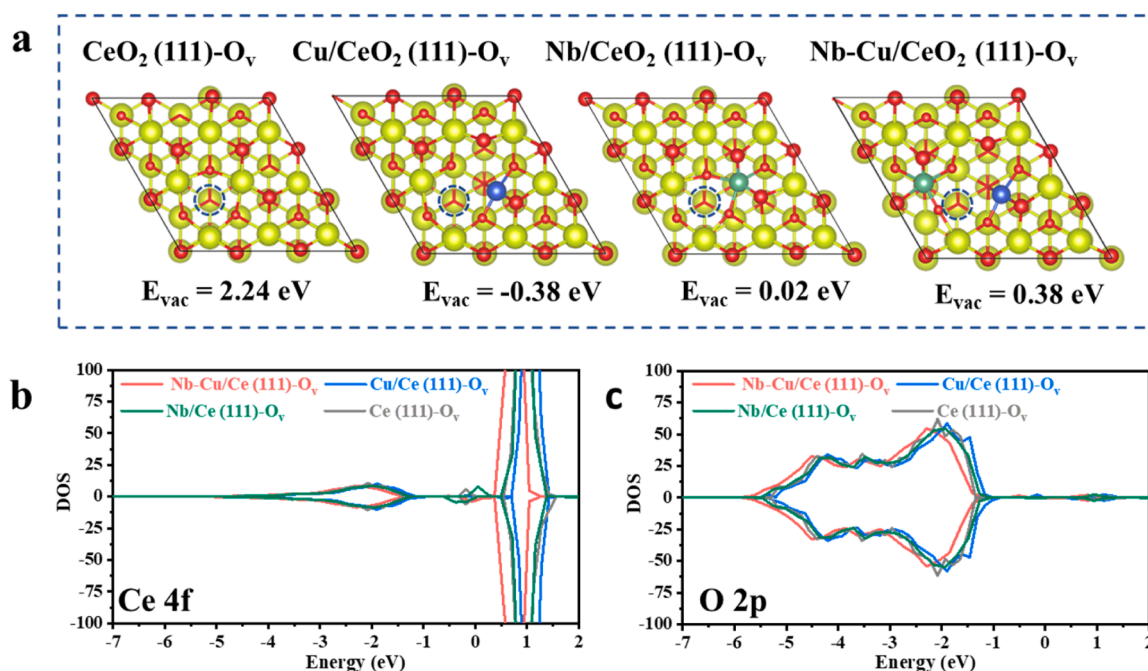 a
CeO₂ (111)-Oᵥ Cu/CeO₂ (111)-Oᵥ Nb/CeO₂ (111)-Oᵥ Nb-Cu/CeO₂ (111)-Oᵥ
E_vac = 2.24 eV E_vac = -0.38 eV E_vac = 0.02 eV E_vac = 0.38 eV
b
Nb-Cu/Ce (111)-Oᵥ Cu/Ce (111)-Oᵥ
Nb/Ce (111)-Oᵥ Ce (111)-Oᵥ
100
75
50
25
0
25
-50
-75
-100
DOS
Ce 4f
-7 -6 -5 -4 -3 -2 -1 0 1 2
Energy (eV)
c
Nb-Cu/Ce (111)-Oᵥ Cu/Ce (111)-Oᵥ
Nb/Ce (111)-Oᵥ Ce (111)-Oᵥ
100
75
50
25
0
25
-50
-75
-100
DOS
O 2p
-7 -6 -5 -4 -3 -2 -1 0 1 2
Energy (eV)